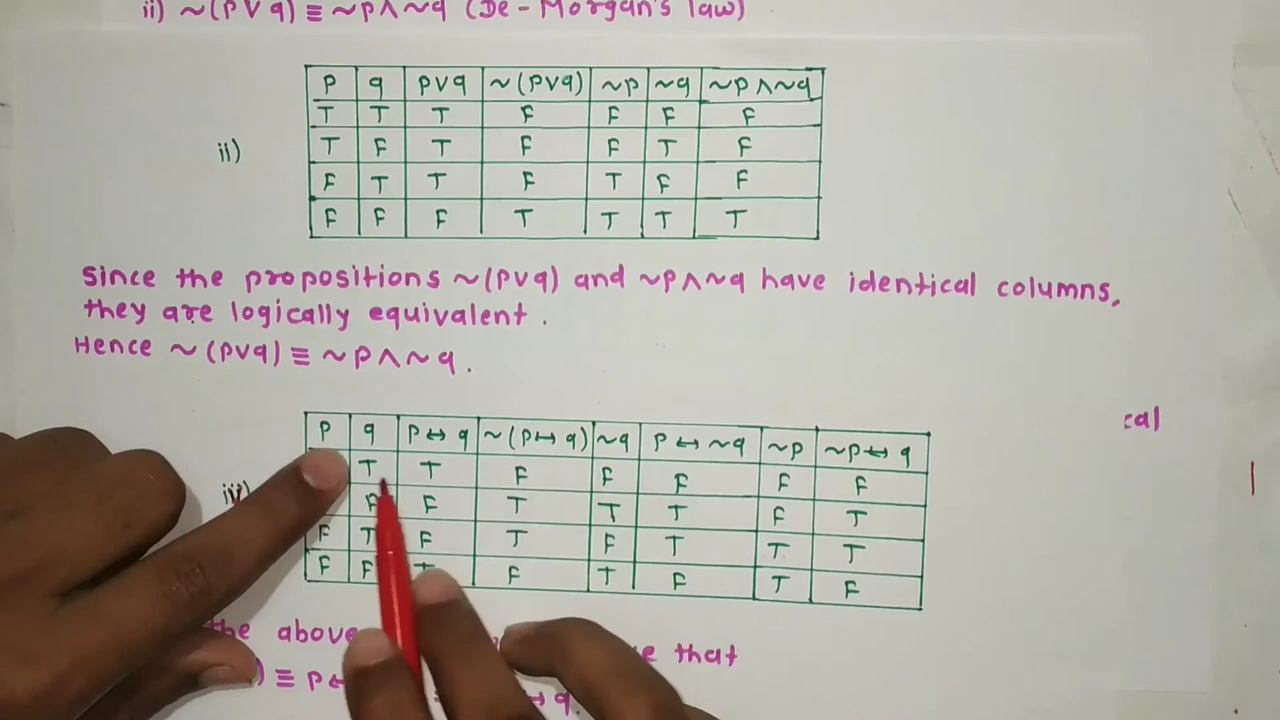 ii) ~(p∨q) ≡ ~p∧~q (De-Morgan's law)
ii)
p q p∨q ~(p∨q) ~p ~q ~p∧~q
T T T F F F F
T F T F F T F
F T T F T F F
F F F T T T T
Since the propositions ~(p∨q) and ~p∧~q have identical columns,
they are logically equivalent.
Hence ~(p∨q) ≡ ~p∧~q.
cal
p q p↔q ~(p↔q) ~q p↔~q ~p ~p↔q
T T F F F F F
F F T T T F T
F T F T F T T T
F F T F T F T F
the above that
) ≡ p↔ ↔q.